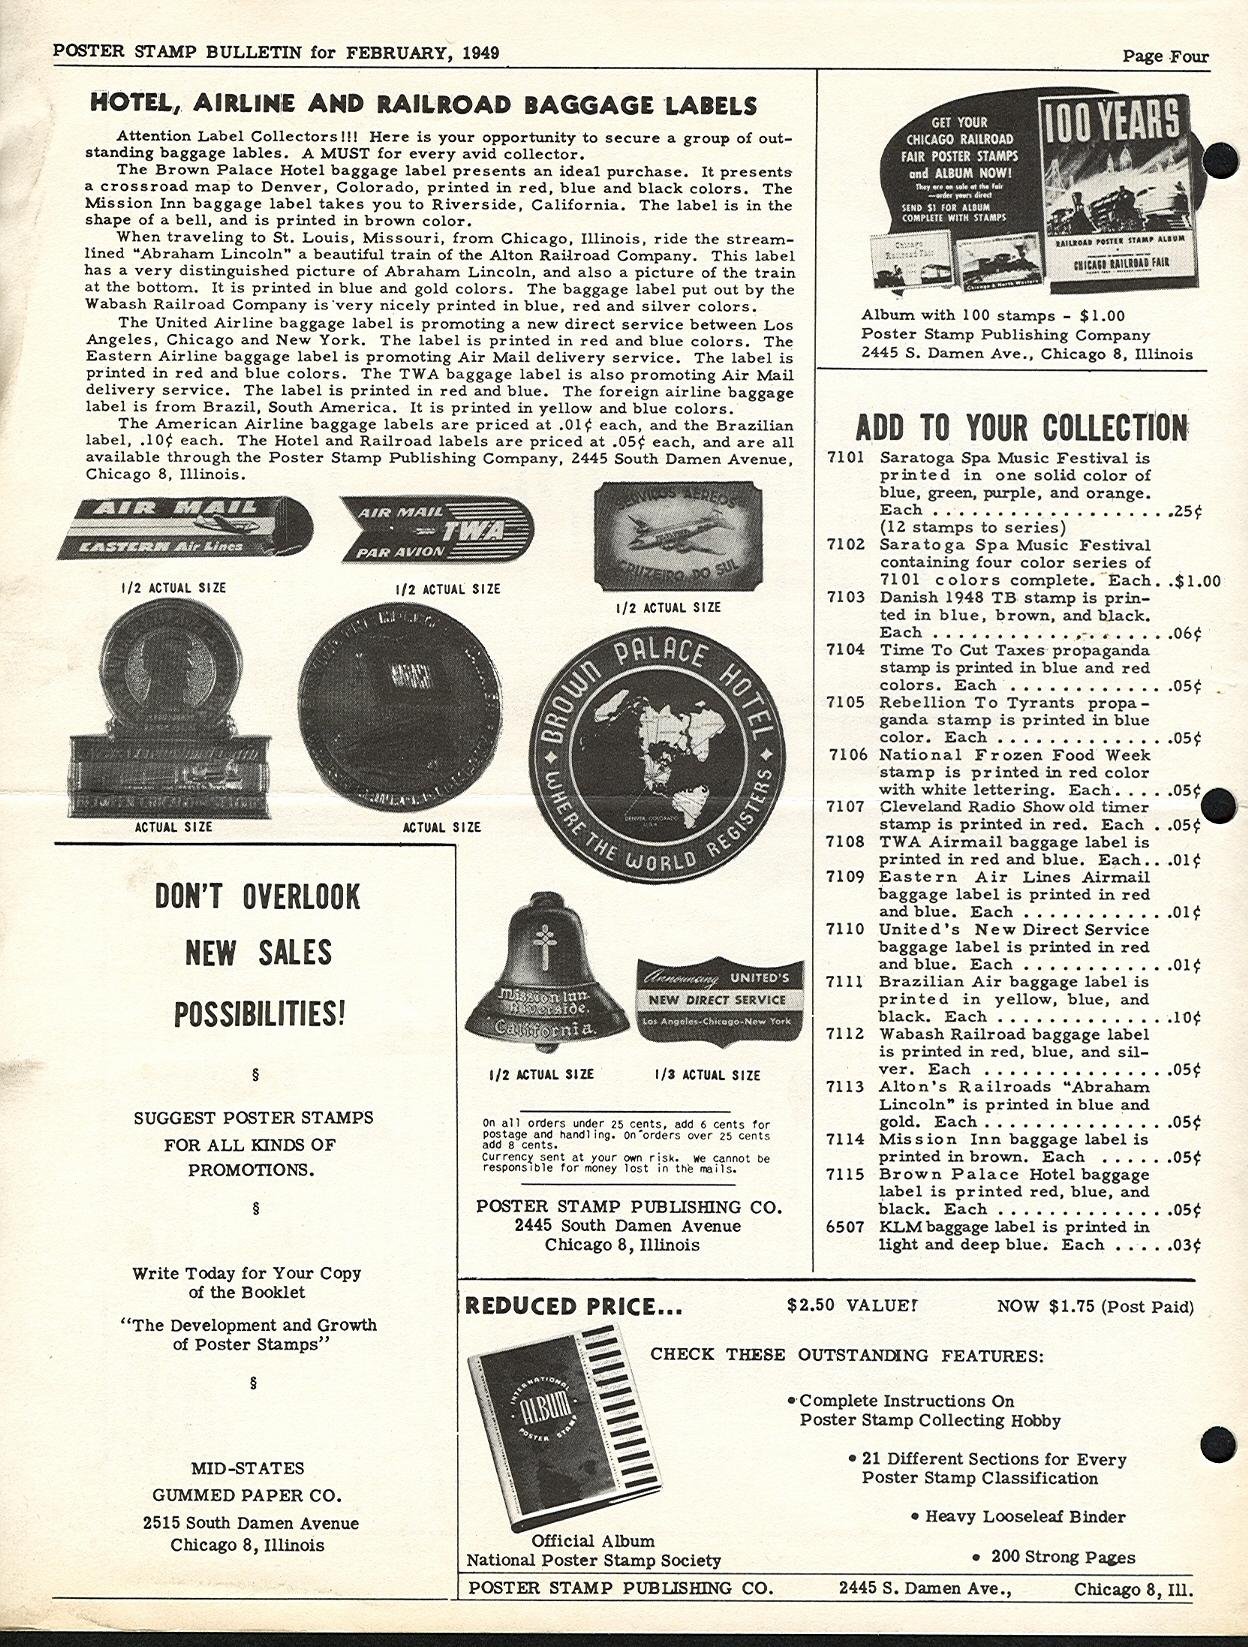 POSTER STAMP BULLETIN for FEBRUARY, 1949
Page Four
HOTEL, AIRLINE AND RAILROAD BAGGAGE LABELS
Attention Label Collectors!!! Here is your opportunity to secure a group of out-
standing baggage lables. A MUST for every avid collector.
The Brown Palace Hotel baggage label presents an ideal purchase. It presents
a crossroad map to Denver, Colorado, printed in red, blue and black colors. The
Mission Inn baggage label takes you to Riverside, California. The label is in the
shape of a bell, and is printed in brown color.
When traveling to St. Louis, Missouri, from Chicago, Illinois, ride the stream-
lined "Abraham Lincoln" a beautiful train of the Alton Railroad Company. This label
has a very distinguished picture of Abraham Lincoln, and also a picture of the train
at the bottom. It is printed in blue and gold colors. The baggage label put out by the
Wabash Railroad Company is very nicely printed in blue, red and silver colors.
The United Airline baggage label is promoting a new direct service between Los
Angeles, Chicago and New York. The label is printed in red and blue colors. The
Eastern Airline baggage label is promoting Air Mail delivery service. The label is
printed in red and blue colors. The TWA baggage label is also promoting Air Mail
delivery service. The label is printed in red and blue. The foreign airline baggage
label is from Brazil, South America. It is printed in yellow and blue colors.
The American Airline baggage labels are priced at .01¢ each, and the Brazilian
label, .10¢ each. The Hotel and Railroad labels are priced at .05¢ each, and are all
available through the Poster Stamp Publishing Company, 2445 South Damen Avenue,
Chicago 8, Illinois.
AIR MAIL
EASTERN Air Lines
1/2 ACTUAL SIZE
AIR MAIL
TWA
PAR AVION
1/2 ACTUAL SIZE
SERVIÇOS AÉREOS
CRUZEIRO DO SUL
1/2 ACTUAL SIZE
BETWEEN CHICAGO ST. LOUIS
ACTUAL SIZE
ACTUAL SIZE
BROWN PALACE HOTEL
WHERE THE WORLD REGISTERS
DENVER, COLORADO
U.S.A.
Mission Inn
Riverside,
California.
1/2 ACTUAL SIZE
Announcing UNITED'S
NEW DIRECT SERVICE
Los Angeles-Chicago-New York
1/3 ACTUAL SIZE
On all orders under 25 cents, add 6 cents for
postage and handling. On orders over 25 cents
add 8 cents.
Currency sent at your own risk. We cannot be
responsible for money lost in the mails.
POSTER STAMP PUBLISHING CO.
2445 South Damen Avenue
Chicago 8, Illinois
DON'T OVERLOOK
NEW SALES
POSSIBILITIES!
§
SUGGEST POSTER STAMPS
FOR ALL KINDS OF
PROMOTIONS.
§
Write Today for Your Copy
of the Booklet
"The Development and Growth
of Poster Stamps"
§
MID-STATES
GUMMED PAPER CO.
2515 South Damen Avenue
Chicago 8, Illinois
GET YOUR
CHICAGO RAILROAD
FAIR POSTER STAMPS
and ALBUM NOW!
They are on sale at the Fair
—order yours direct
SEND $1 FOR ALBUM
COMPLETE WITH STAMPS
Chicago
Railroad Fair
Chicago & North Western
100 YEARS
RAILROAD POSTER STAMP ALBUM
CHICAGO RAILROAD FAIR
Album with 100 stamps - $1.00
Poster Stamp Publishing Company
2445 S. Damen Ave., Chicago 8, Illinois
ADD TO YOUR COLLECTION
7101 Saratoga Spa Music Festival is
printed in one solid color of
blue, green, purple, and orange.
Each . . . . . . . . . . . . . . . . . . . .25¢
(12 stamps to series)
7102 Saratoga Spa Music Festival
containing four color series of
7101 colors complete. Each. .$1.00
7103 Danish 1948 TB stamp is prin-
ted in blue, brown, and black.
Each . . . . . . . . . . . . . . . . . . . .06¢
7104 Time To Cut Taxes propaganda
stamp is printed in blue and red
colors. Each . . . . . . . . . . . . .05¢
7105 Rebellion To Tyrants propa-
ganda stamp is printed in blue
color. Each . . . . . . . . . . . . . .05¢
7106 National Frozen Food Week
stamp is printed in red color
with white lettering. Each. . . . .05¢
7107 Cleveland Radio Show old timer
stamp is printed in red. Each . .05¢
7108 TWA Airmail baggage label is
printed in red and blue. Each. . .01¢
7109 Eastern Air Lines Airmail
baggage label is printed in red
and blue. Each . . . . . . . . . . . .01¢
7110 United's New Direct Service
baggage label is printed in red
and blue. Each . . . . . . . . . . . .01¢
7111 Brazilian Air baggage label is
printed in yellow, blue, and
black. Each . . . . . . . . . . . . . .10¢
7112 Wabash Railroad baggage label
is printed in red, blue, and sil-
ver. Each . . . . . . . . . . . . . . .05¢
7113 Alton's Railroads "Abraham
Lincoln" is printed in blue and
gold. Each . . . . . . . . . . . . . . .05¢
7114 Mission Inn baggage label is
printed in brown. Each . . . . . .05¢
7115 Brown Palace Hotel baggage
label is printed red, blue, and
black. Each . . . . . . . . . . . . . .05¢
6507 KLM baggage label is printed in
light and deep blue. Each . . . . .03¢
REDUCED PRICE...
$2.50 VALUE!
NOW $1.75 (Post Paid)
INTERNATIONAL
ALBUM
POSTER STAMP
CHECK THESE OUTSTANDING FEATURES:
• Complete Instructions On
Poster Stamp Collecting Hobby
• 21 Different Sections for Every
Poster Stamp Classification
• Heavy Looseleaf Binder
• 200 Strong Pages
Official Album
National Poster Stamp Society
POSTER STAMP PUBLISHING CO.
2445 S. Damen Ave.,
Chicago 8, Ill.